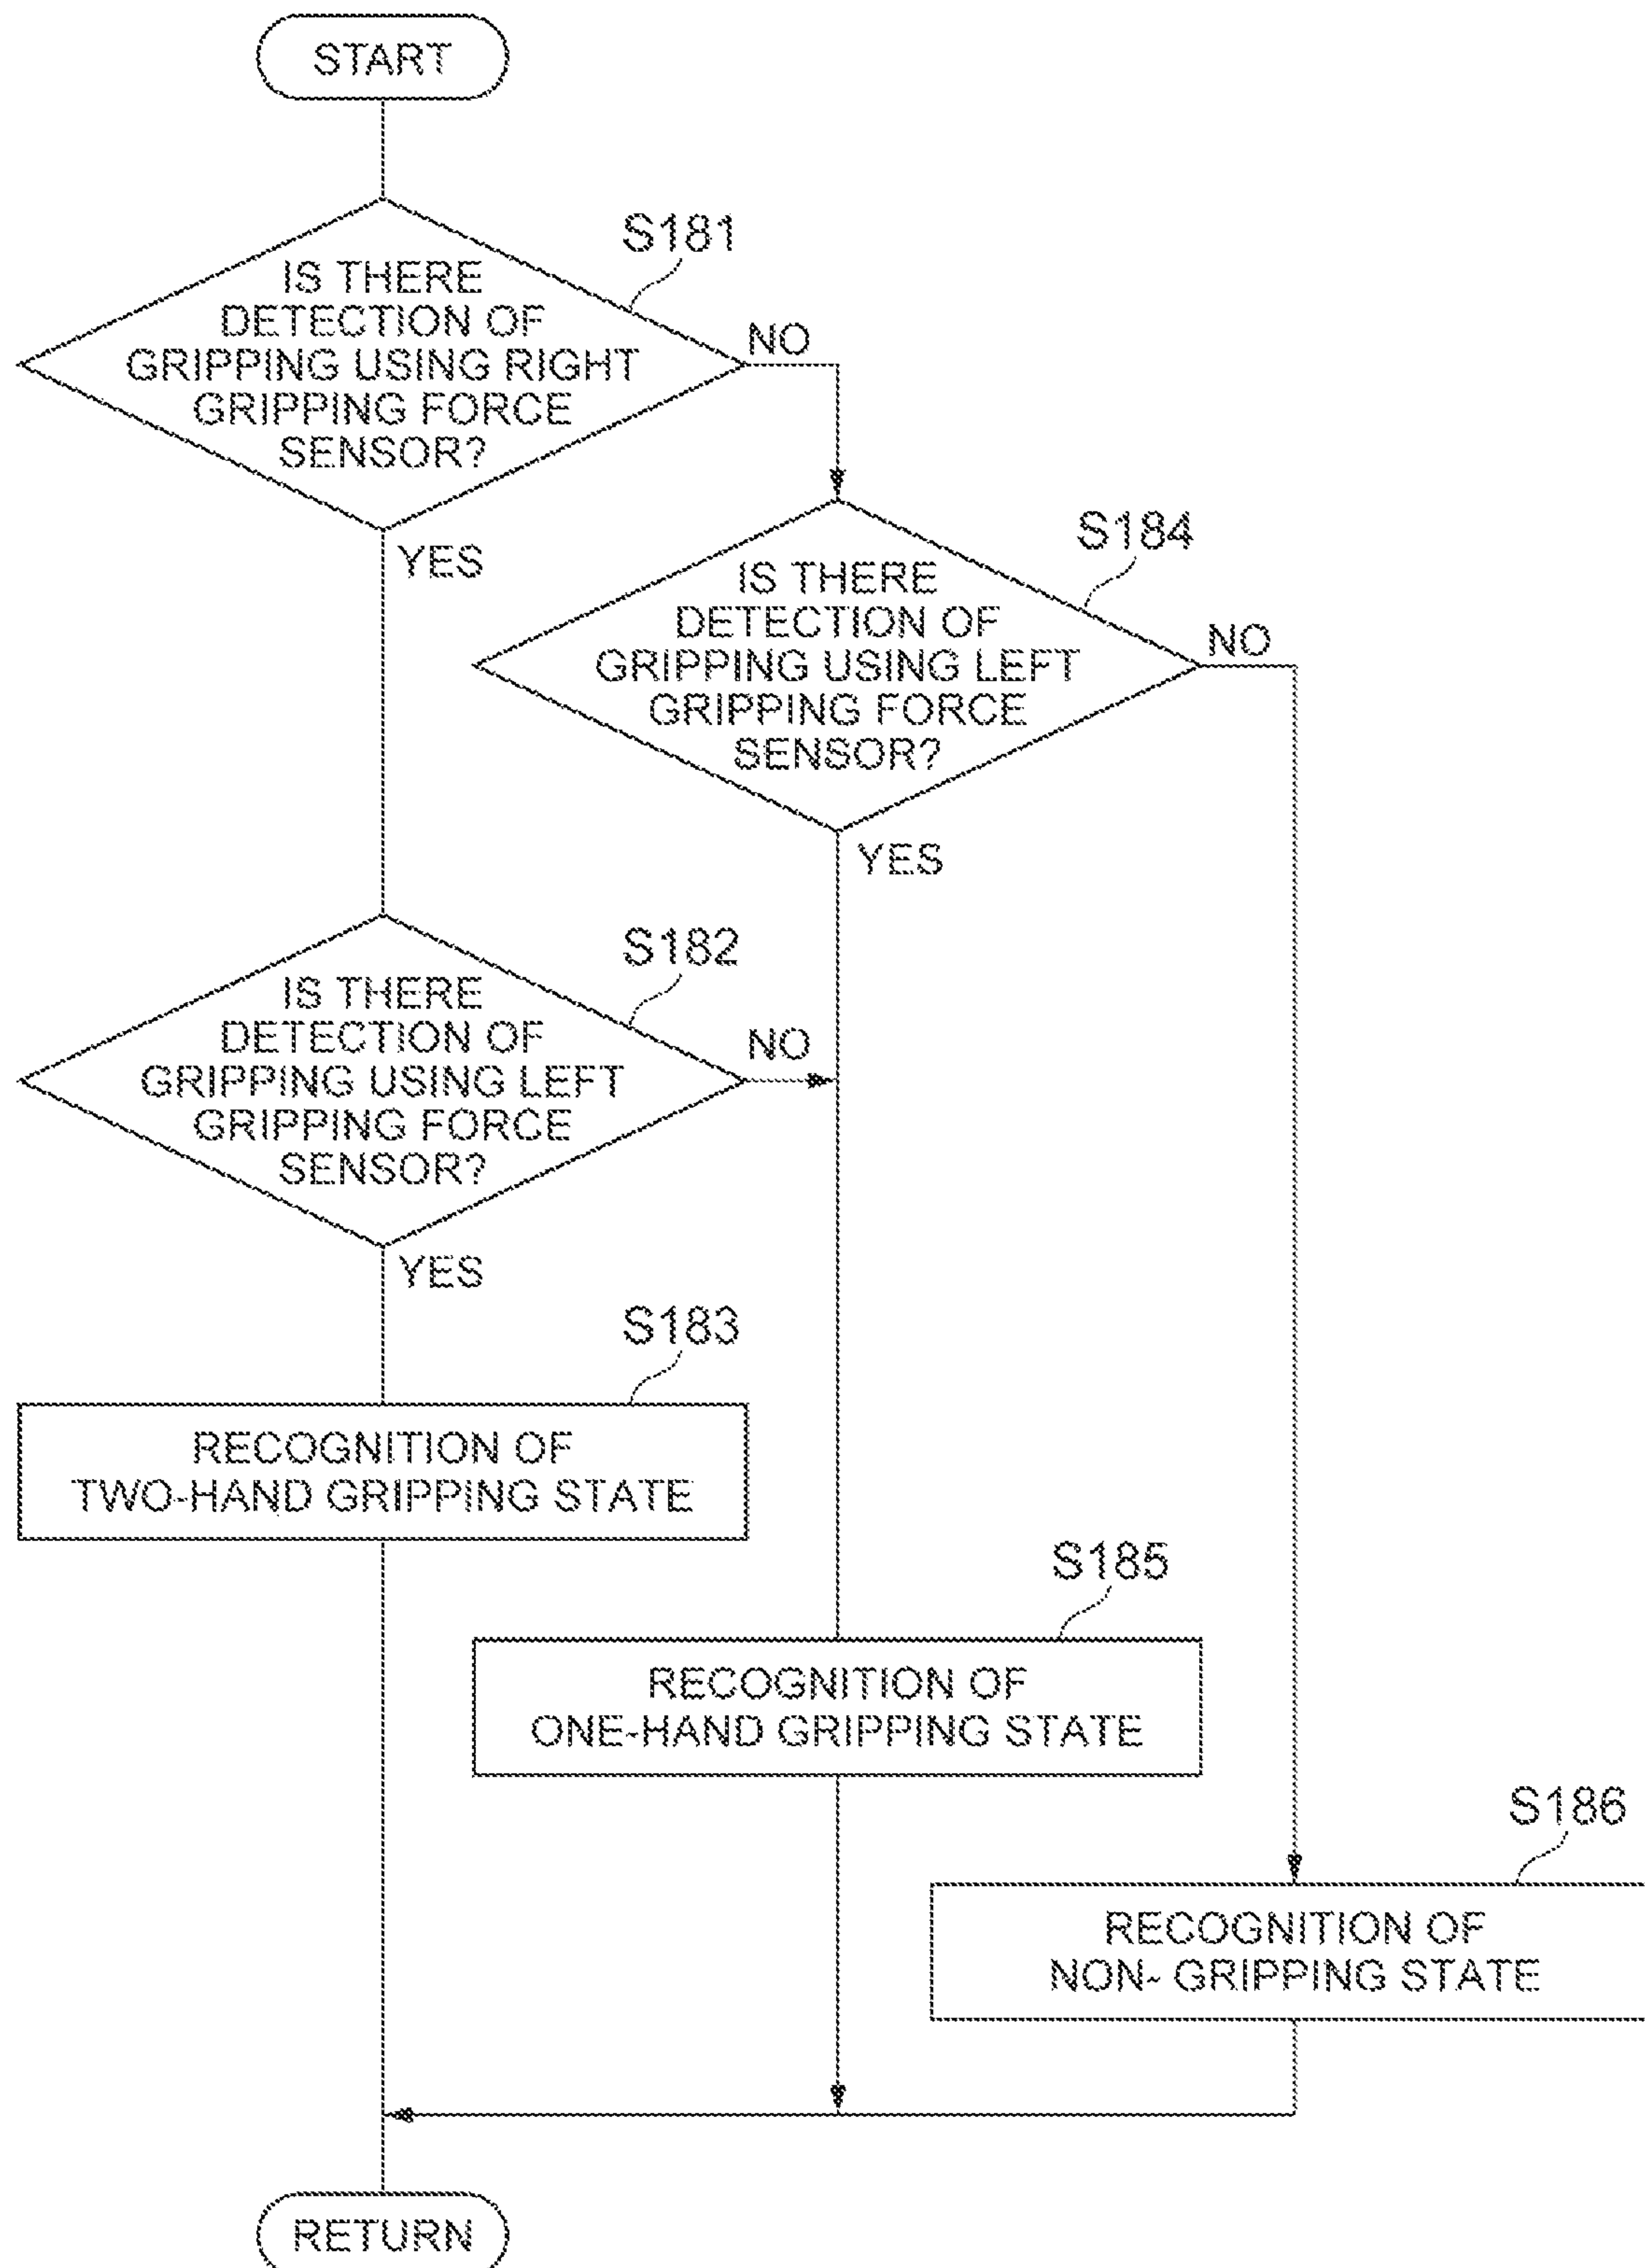 START
S181
IS THERE
DETECTION OF
GRIPPING USING RIGHT
GRIPPING FORCE
SENSOR?
NO
YES
S184
IS THERE
DETECTION OF
GRIPPING USING LEFT
GRIPPING FORCE
SENSOR?
NO
YES
S182
IS THERE
DETECTION OF
GRIPPING USING LEFT
GRIPPING FORCE
SENSOR?
NO
YES
S183
RECOGNITION OF
TWO-HAND GRIPPING STATE
S185
RECOGNITION OF
ONE-HAND GRIPPING STATE
S186
RECOGNITION OF
NON- GRIPPING STATE
RETURN